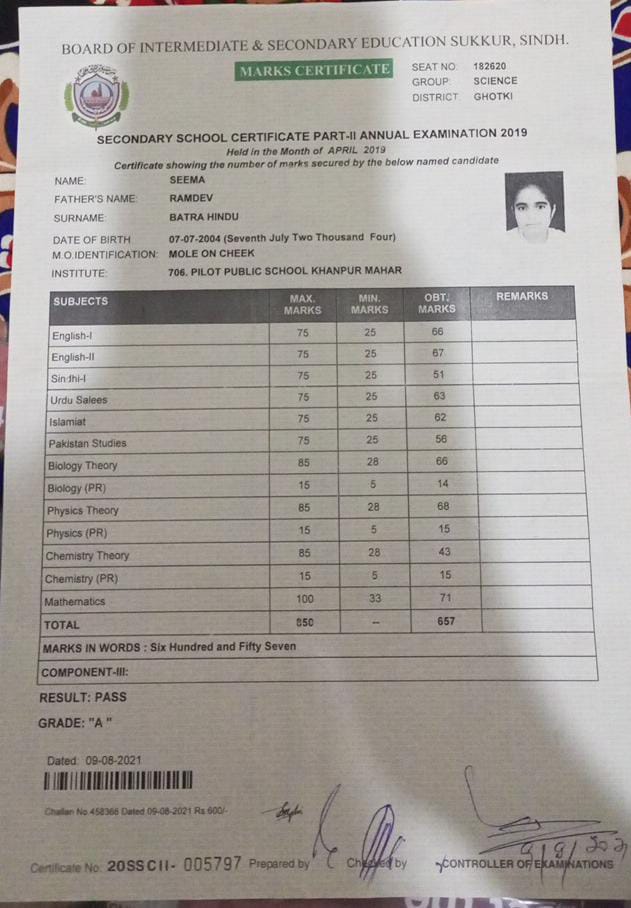 BOARD OF INTERMEDIATE & SECONDARY EDUCATION SUKKUR, SINDH.
MARKS CERTIFICATE
SEAT NO: 182620
GROUP: SCIENCE
DISTRICT: GHOTKI
SECONDARY SCHOOL CERTIFICATE PART-II ANNUAL EXAMINATION 2019
Held in the Month of APRIL 2019
Certificate showing the number of marks secured by the below named candidate
NAME: SEEMA
FATHER'S NAME: RAMDEV
SURNAME: BATRA HINDU
DATE OF BIRTH 07-07-2004 (Seventh July Two Thousand Four)
M.O.IDENTIFICATION: MOLE ON CHEEK
INSTITUTE: 706. PILOT PUBLIC SCHOOL KHANPUR MAHAR
SUBJECTS MAX. MARKS MIN. MARKS OBT. MARKS REMARKS
English-I 75 25 66
English-II 75 25 67
Sindhi-I 75 25 51
Urdu Salees 75 25 63
Islamiat 75 25 62
Pakistan Studies 75 25 56
Biology Theory 85 28 66
Biology (PR) 15 5 14
Physics Theory 85 28 68
Physics (PR) 15 5 15
Chemistry Theory 85 28 43
Chemistry (PR) 15 5 15
Mathematics 100 33 71
TOTAL 850 -- 657
MARKS IN WORDS : Six Hundred and Fifty Seven
COMPONENT-III:
RESULT: PASS
GRADE: "A "
Dated: 09-08-2021
Challan No.458366 Dated 09-08-2021 Rs.600/-
Certificate No: 20SSCII- 005797 Prepared by Checked by CONTROLLER OF EXAMINATIONS